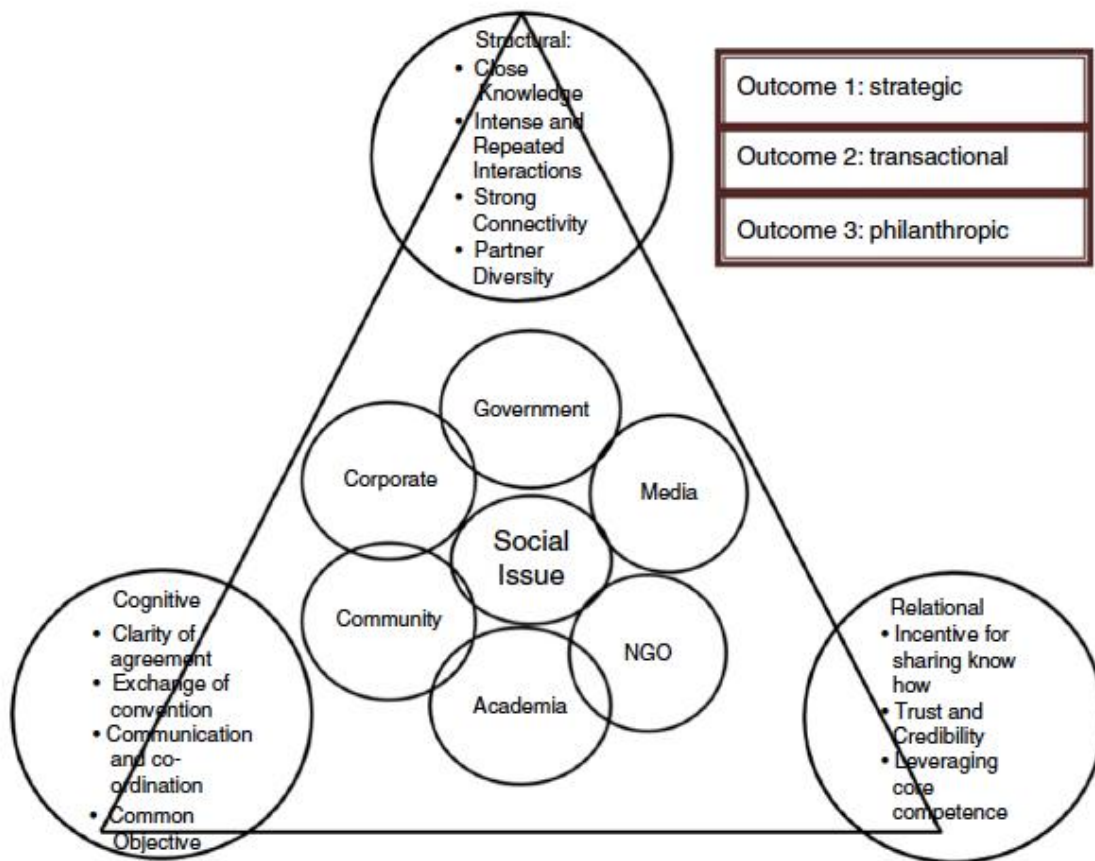 Structural:
• Close
Knowledge
• Intense and
Repeated
Interactions
• Strong
Connectivity
• Partner
Diversity
Outcome 1: strategic
Outcome 2: transactional
Outcome 3: philanthropic
Government
Corporate
Media
Social
Issue
Community
NGO
Academia
Cognitive
• Clarity of
agreement
• Exchange of
convention
• Communication
and co-
ordination
• Common
Objective
Relational
• Incentive for
sharing know
how
• Trust and
Credibility
• Leveraging
core
competence